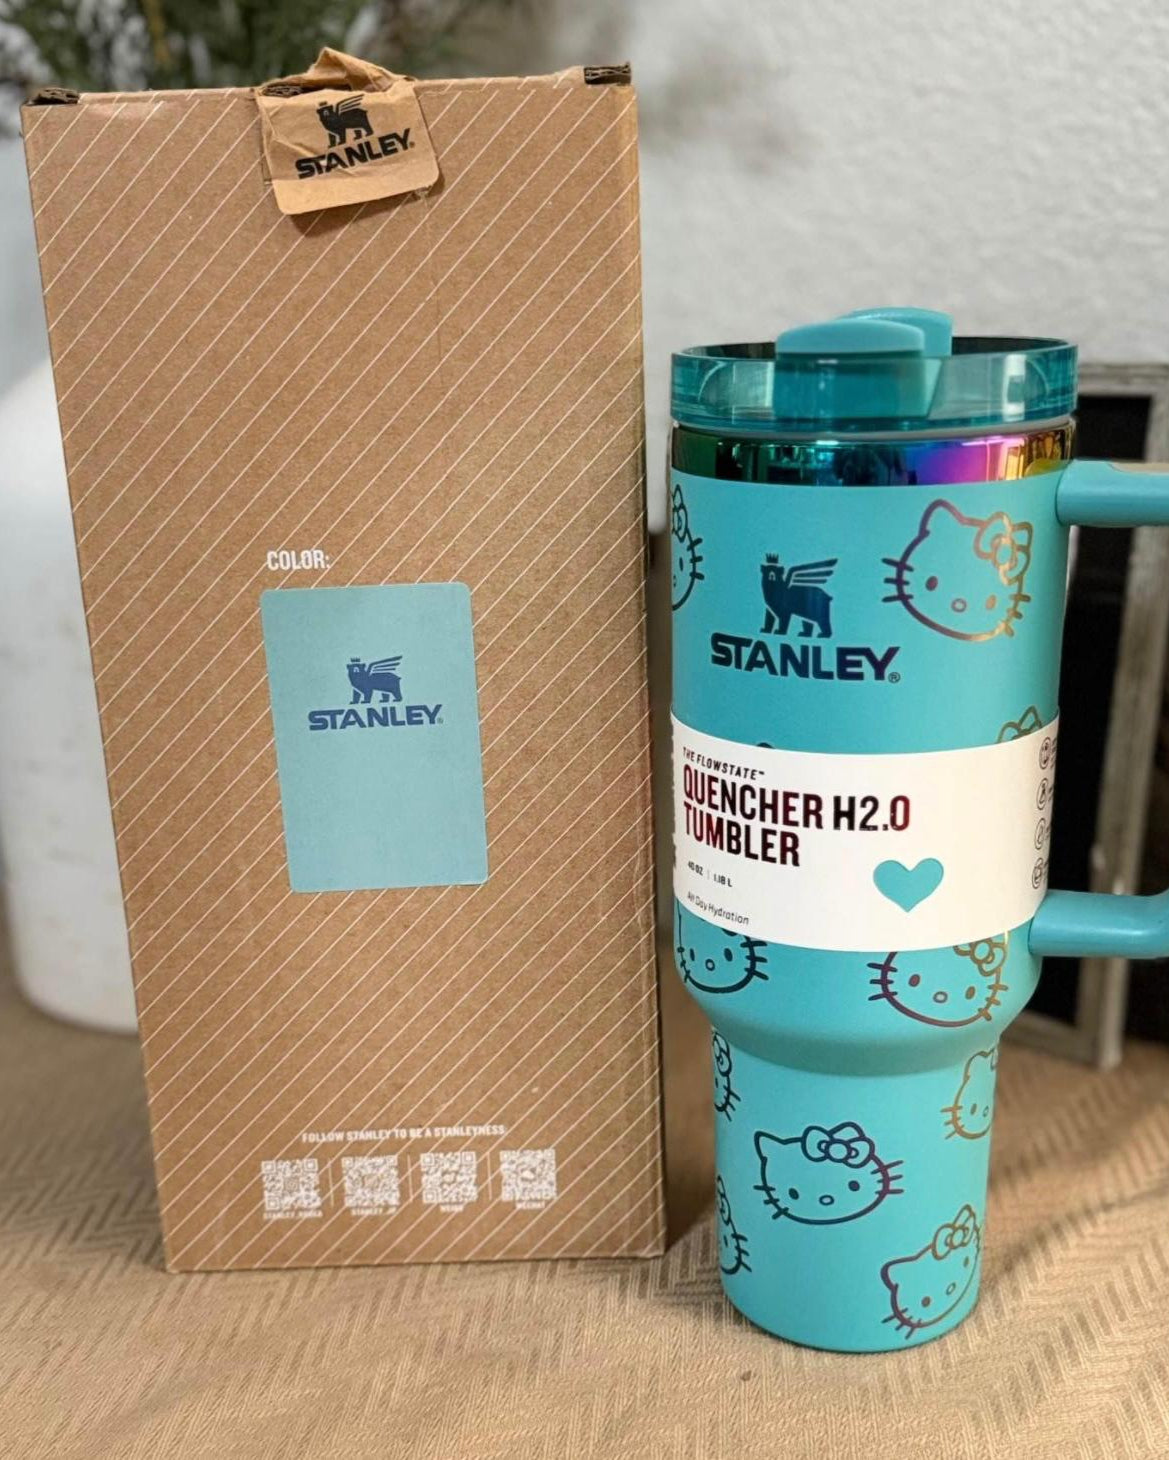 STANLEY®
COLOR:
STANLEY®
FOLLOW STANLEY TO BE A STANLEYNESS
WECHAT
STANLEY®
THE FLOWSTATE™
QUENCHER H2.0
TUMBLER
40 OZ | 1.18 L
All Day Hydration